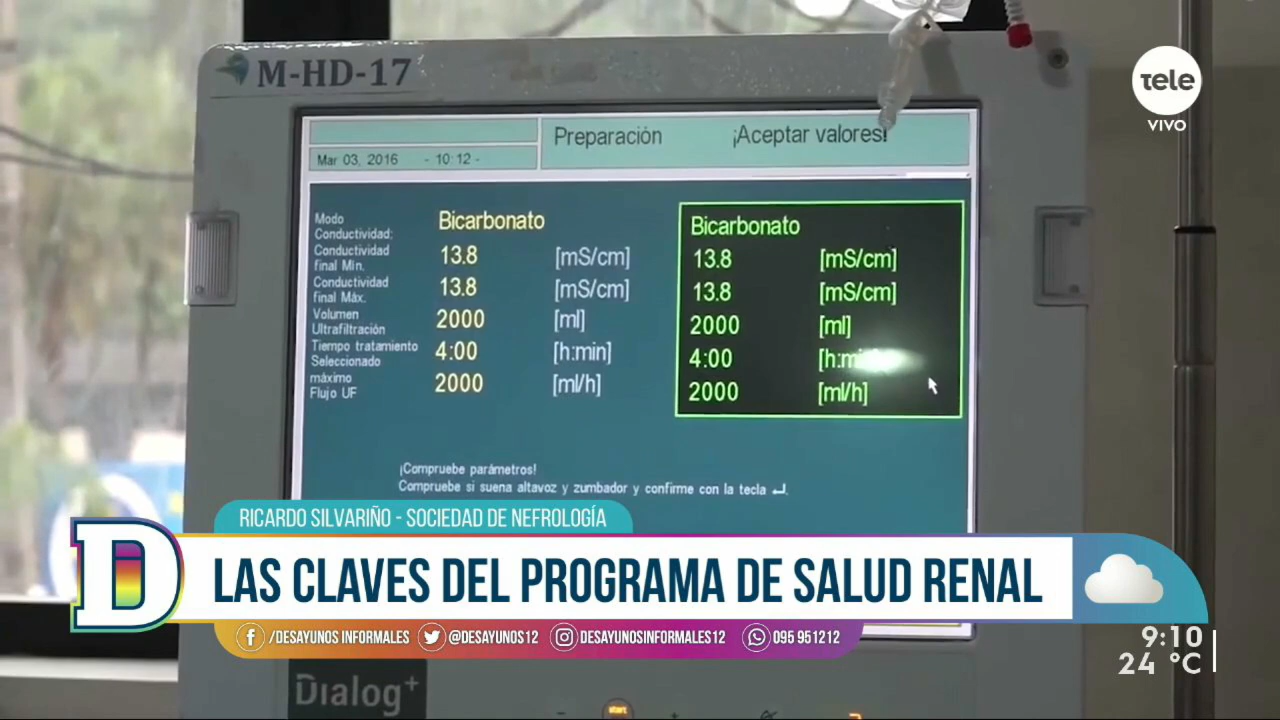 M-HD-17
tele
VIVO
Preparación ¡Aceptar valores!
Mar 03, 2016 - 10:12 -
Modo
Conductividad: Bicarbonato Bicarbonato
Conductividad
final Mín. 13.8 [mS/cm] 13.8 [mS/cm]
Conductividad
final Máx. 13.8 [mS/cm] 13.8 [mS/cm]
Volumen
Ultrafiltración 2000 [ml] 2000 [ml]
Tiempo tratamiento
Seleccionado 4:00 [h:min] 4:00 [h:min]
máximo
Flujo UF 2000 [ml/h] 2000 [ml/h]
¡Compruebe parámetros!
Compruebe si suena altavoz y zumbador y confirme con la tecla ↵.
RICARDO SILVARIÑO - SOCIEDAD DE NEFROLOGÍA
D LAS CLAVES DEL PROGRAMA DE SALUD RENAL
/DESAYUNOS INFORMALES @DESAYUNOS12 DESAYUNOSINFORMALES12 095 951212
9:10
24 °C
Dialog+
start